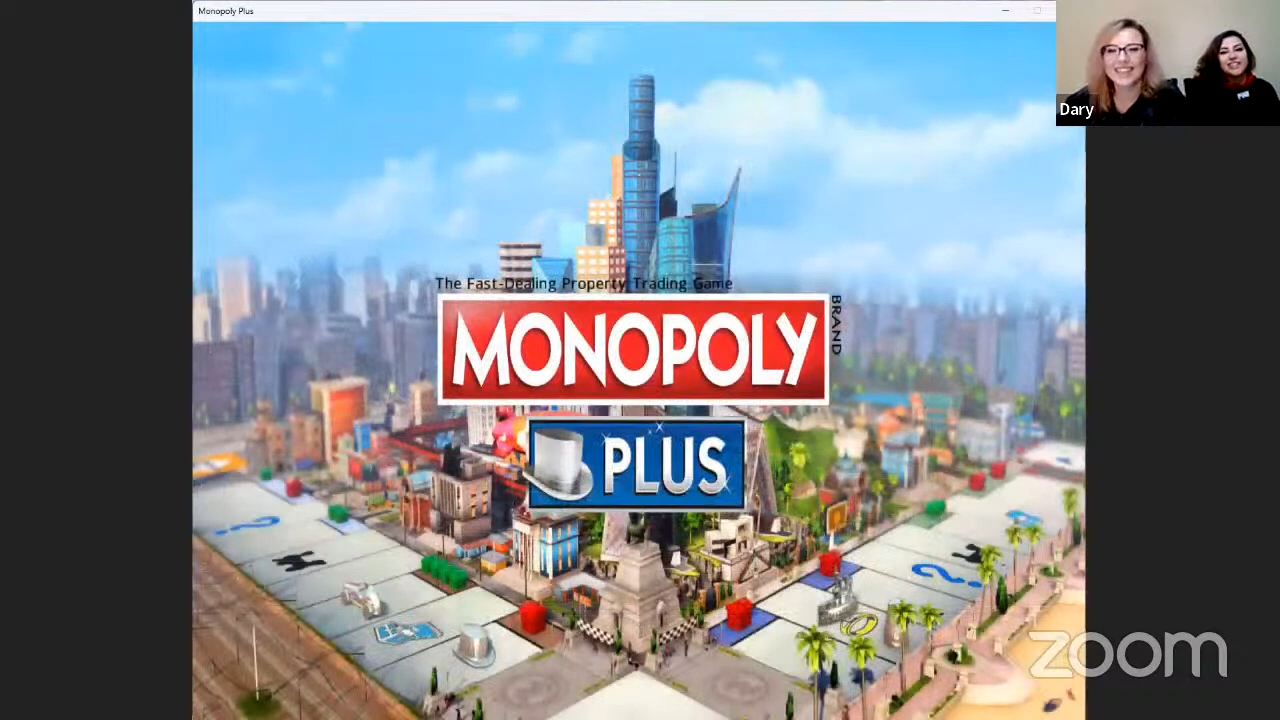 Monopoly Plus
Dary
The Fast-Dealing Property Trading Game
MONOPOLY
BRAND
PLUS
zoom